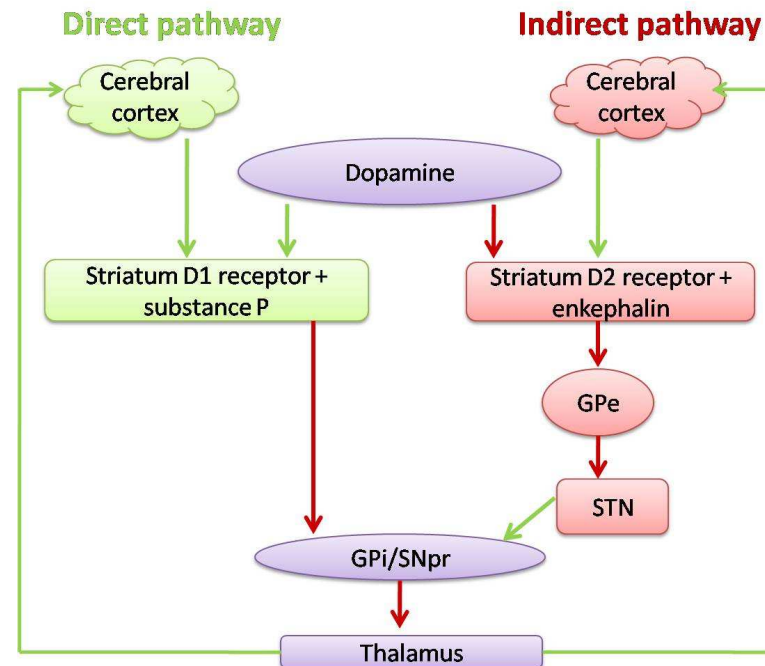 Direct pathway
Indirect pathway
Cerebral
cortex
Cerebral
cortex
Dopamine
Striatum D1 receptor +
substance P
Striatum D2 receptor +
enkephalin
GPe
STN
GPi/SNpr
Thalamus